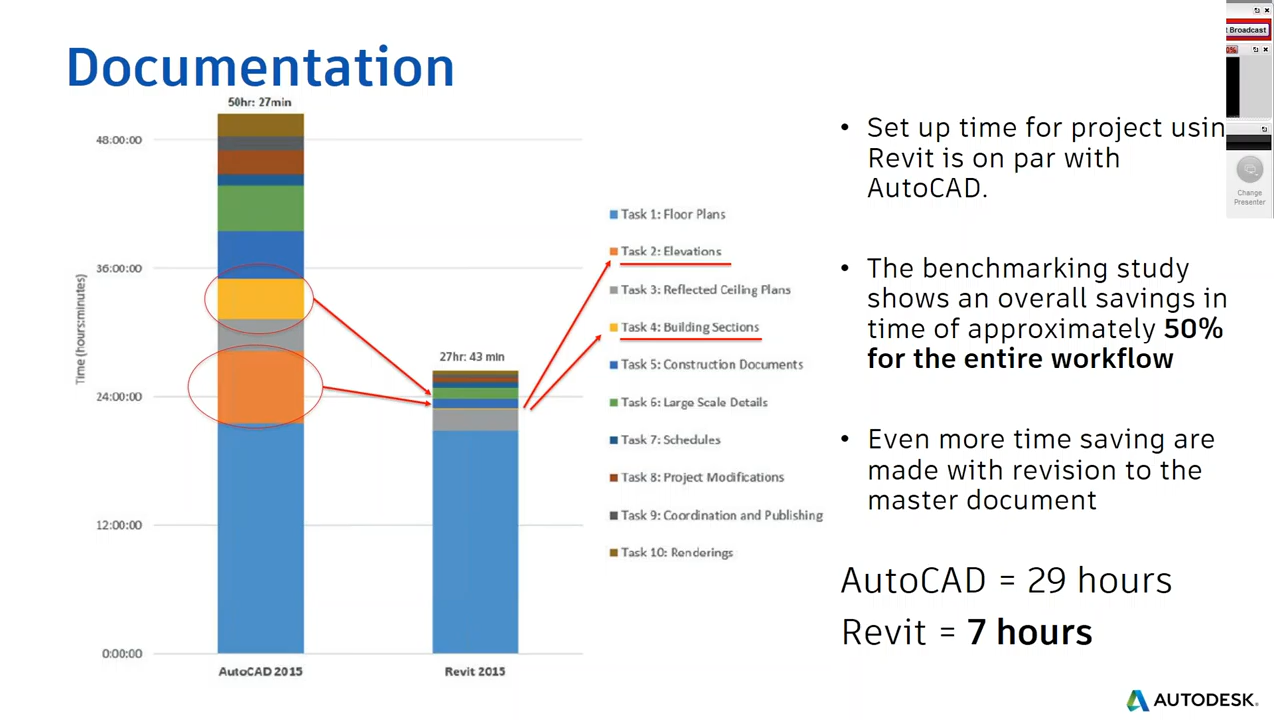 Documentation
50hr: 27min
48:00:00
36:00:00
24:00:00
12:00:00
0:00:00
Time (hours:minutes)
27hr: 43 min
AutoCAD 2015
Revit 2015
Task 1: Floor Plans
Task 2: Elevations
Task 3: Reflected Ceiling Plans
Task 4: Building Sections
Task 5: Construction Documents
Task 6: Large Scale Details
Task 7: Schedules
Task 8: Project Modifications
Task 9: Coordination and Publishing
Task 10: Renderings
• Set up time for project usin
Revit is on par with
AutoCAD.
• The benchmarking study
shows an overall savings in
time of approximately 50%
for the entire workflow
• Even more time saving are
made with revision to the
master document
AutoCAD = 29 hours
Revit = 7 hours
AUTODESK.
t Broadcast
Change
Presenter